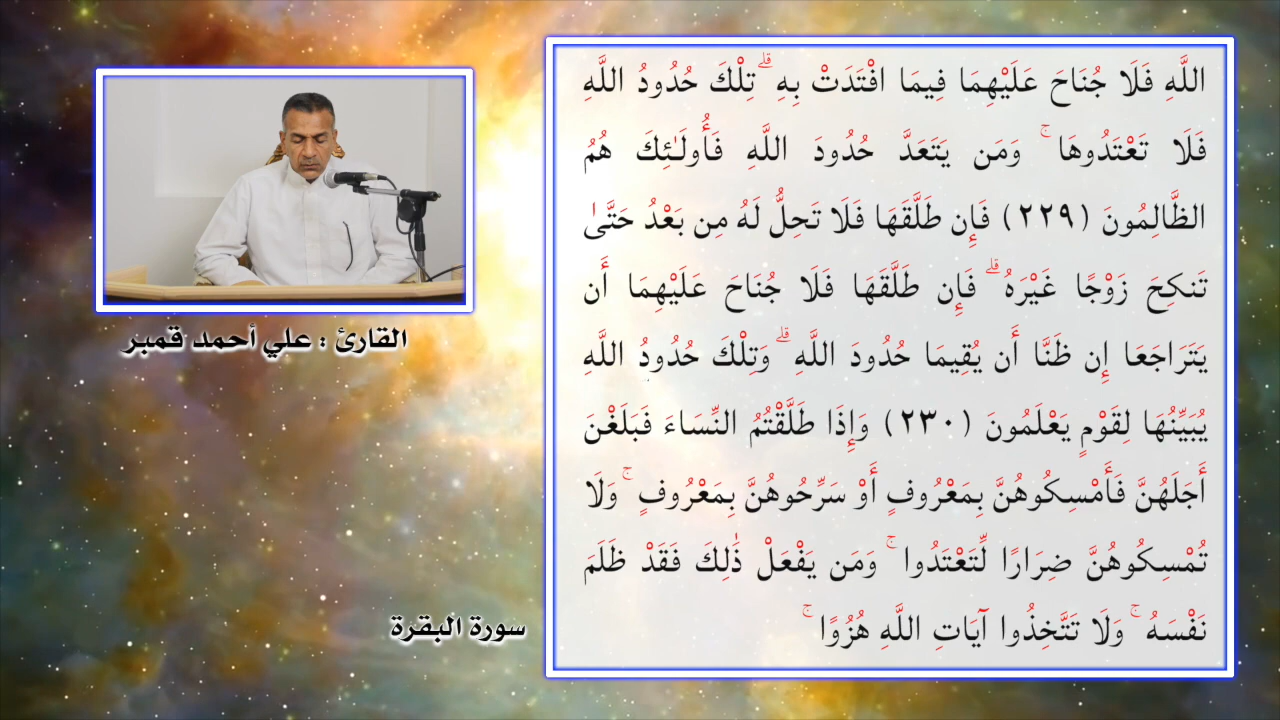 اللَّهِ فَلَا جُنَاحَ عَلَيْهِمَا فِيمَا افْتَدَتْ بِهِ ۗ تِلْكَ حُدُودُ اللَّهِ
فَلَا تَعْتَدُوهَا ۚ وَمَن يَتَعَدَّ حُدُودَ اللَّهِ فَأُولَـٰئِكَ هُمُ
الظَّالِمُونَ (٢٢٩) فَإِن طَلَّقَهَا فَلَا تَحِلُّ لَهُ مِن بَعْدُ حَتَّىٰ
تَنكِحَ زَوْجًا غَيْرَهُ ۗ فَإِن طَلَّقَهَا فَلَا جُنَاحَ عَلَيْهِمَا أَن
يَتَرَاجَعَا إِن ظَنَّا أَن يُقِيمَا حُدُودَ اللَّهِ ۗ وَتِلْكَ حُدُودُ اللَّهِ
يُبَيِّنُهَا لِقَوْمٍ يَعْلَمُونَ (٢٣٠) وَإِذَا طَلَّقْتُمُ النِّسَاءَ فَبَلَغْنَ
أَجَلَهُنَّ فَأَمْسِكُوهُنَّ بِمَعْرُوفٍ أَوْ سَرِّحُوهُنَّ بِمَعْرُوفٍ ۚ وَلَا
تُمْسِكُوهُنَّ ضِرَارًا لِّتَعْتَدُوا ۚ وَمَن يَفْعَلْ ذَٰلِكَ فَقَدْ ظَلَمَ
نَفْسَهُ ۚ وَلَا تَتَّخِذُوا آيَاتِ اللَّهِ هُزُوًا ۚ
القارئ : علي أحمد قمبر
سورة البقرة